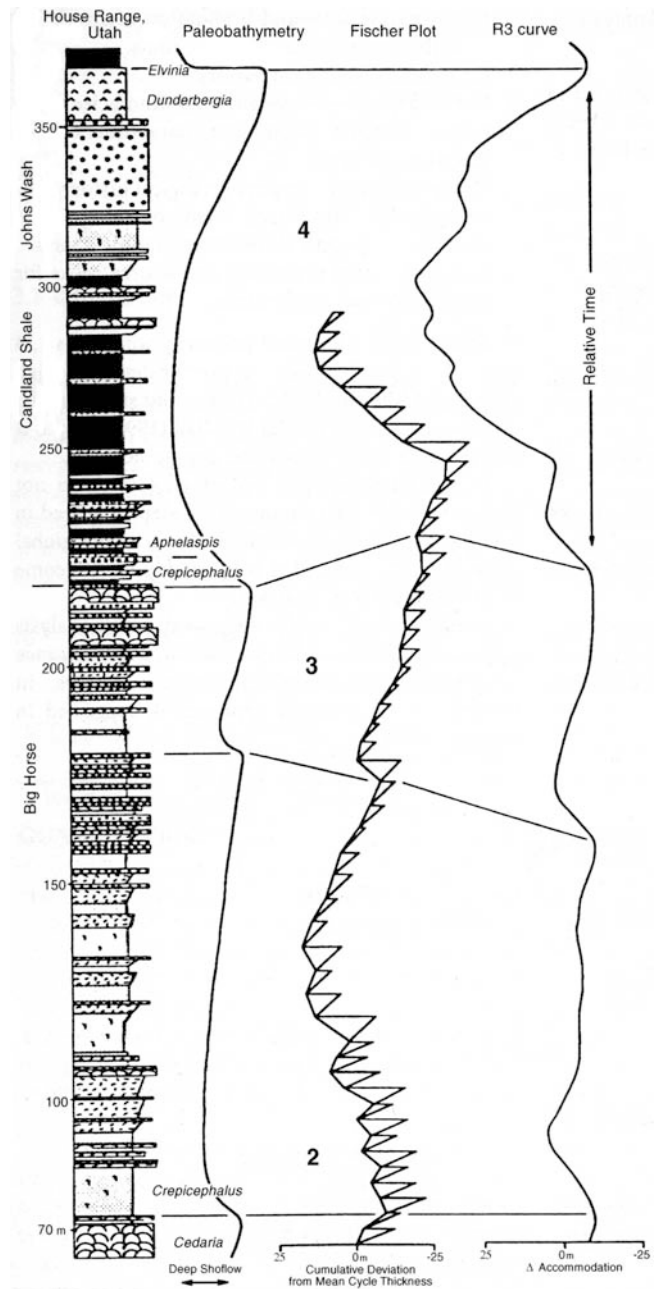 House Range,
Utah
Paleobathymetry
Fischer Plot
R3 curve
Elvinia
Dunderbergia
350
Johns Wash
4
300
Candland Shale
Relative Time
250
Aphelaspis
Crepicephalus
200
3
Big Horse
150
100
2
Crepicephalus
70 m
Cedaria
Deep Shoflow
25
0 m
-25
Cumulative Deviation
from Mean Cycle Thickness
25
0 m
-25
Δ Accommodation